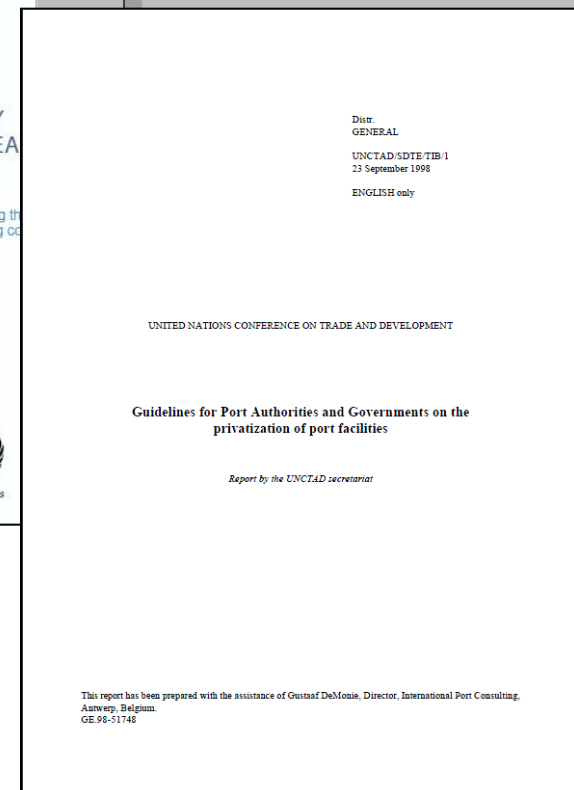 Distr.
GENERAL
UNCTAD/SDTE/TIB/1
23 September 1998
ENGLISH only
UNITED NATIONS CONFERENCE ON TRADE AND DEVELOPMENT
Guidelines for Port Authorities and Governments on the
privatization of port facilities
Report by the UNCTAD secretariat
This report has been prepared with the assistance of Gustaaf DeMonie, Director, International Port Consulting,
Antwerp, Belgium.
GE.98-51748